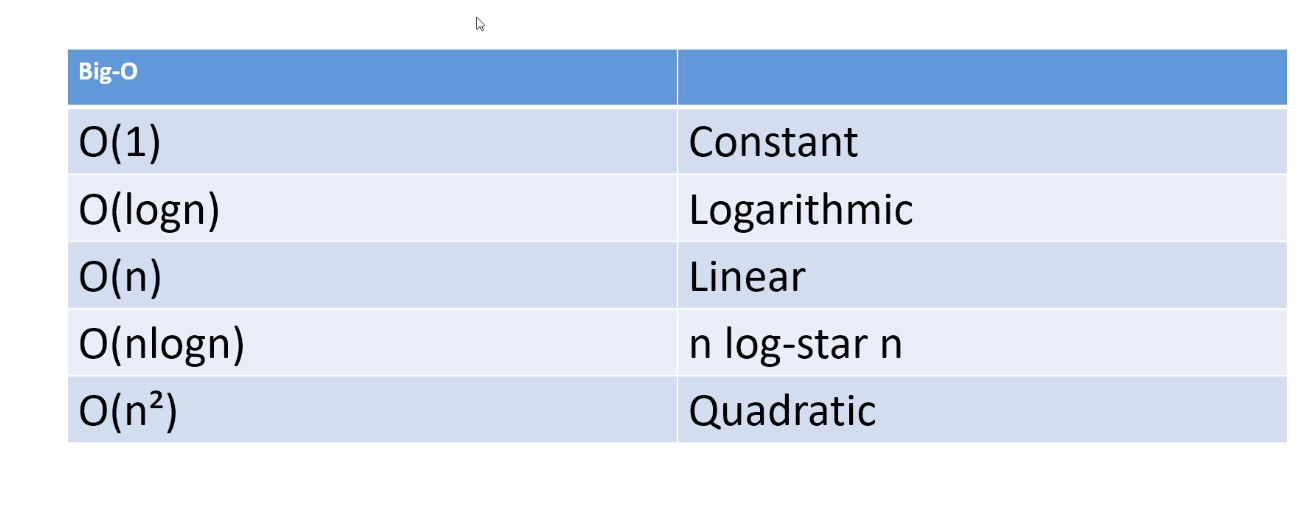 Big-O
O(1) Constant
O(logn) Logarithmic
O(n) Linear
O(nlogn) n log-star n
O(n²) Quadratic